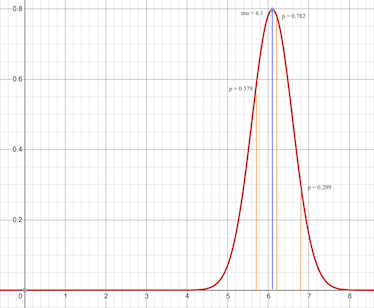 0.8
mu = 6.1
p = 0.782
0.6
p = 0.579
0.4
p = 0.299
0.2
0 1 2 3 4 5 6 7 8